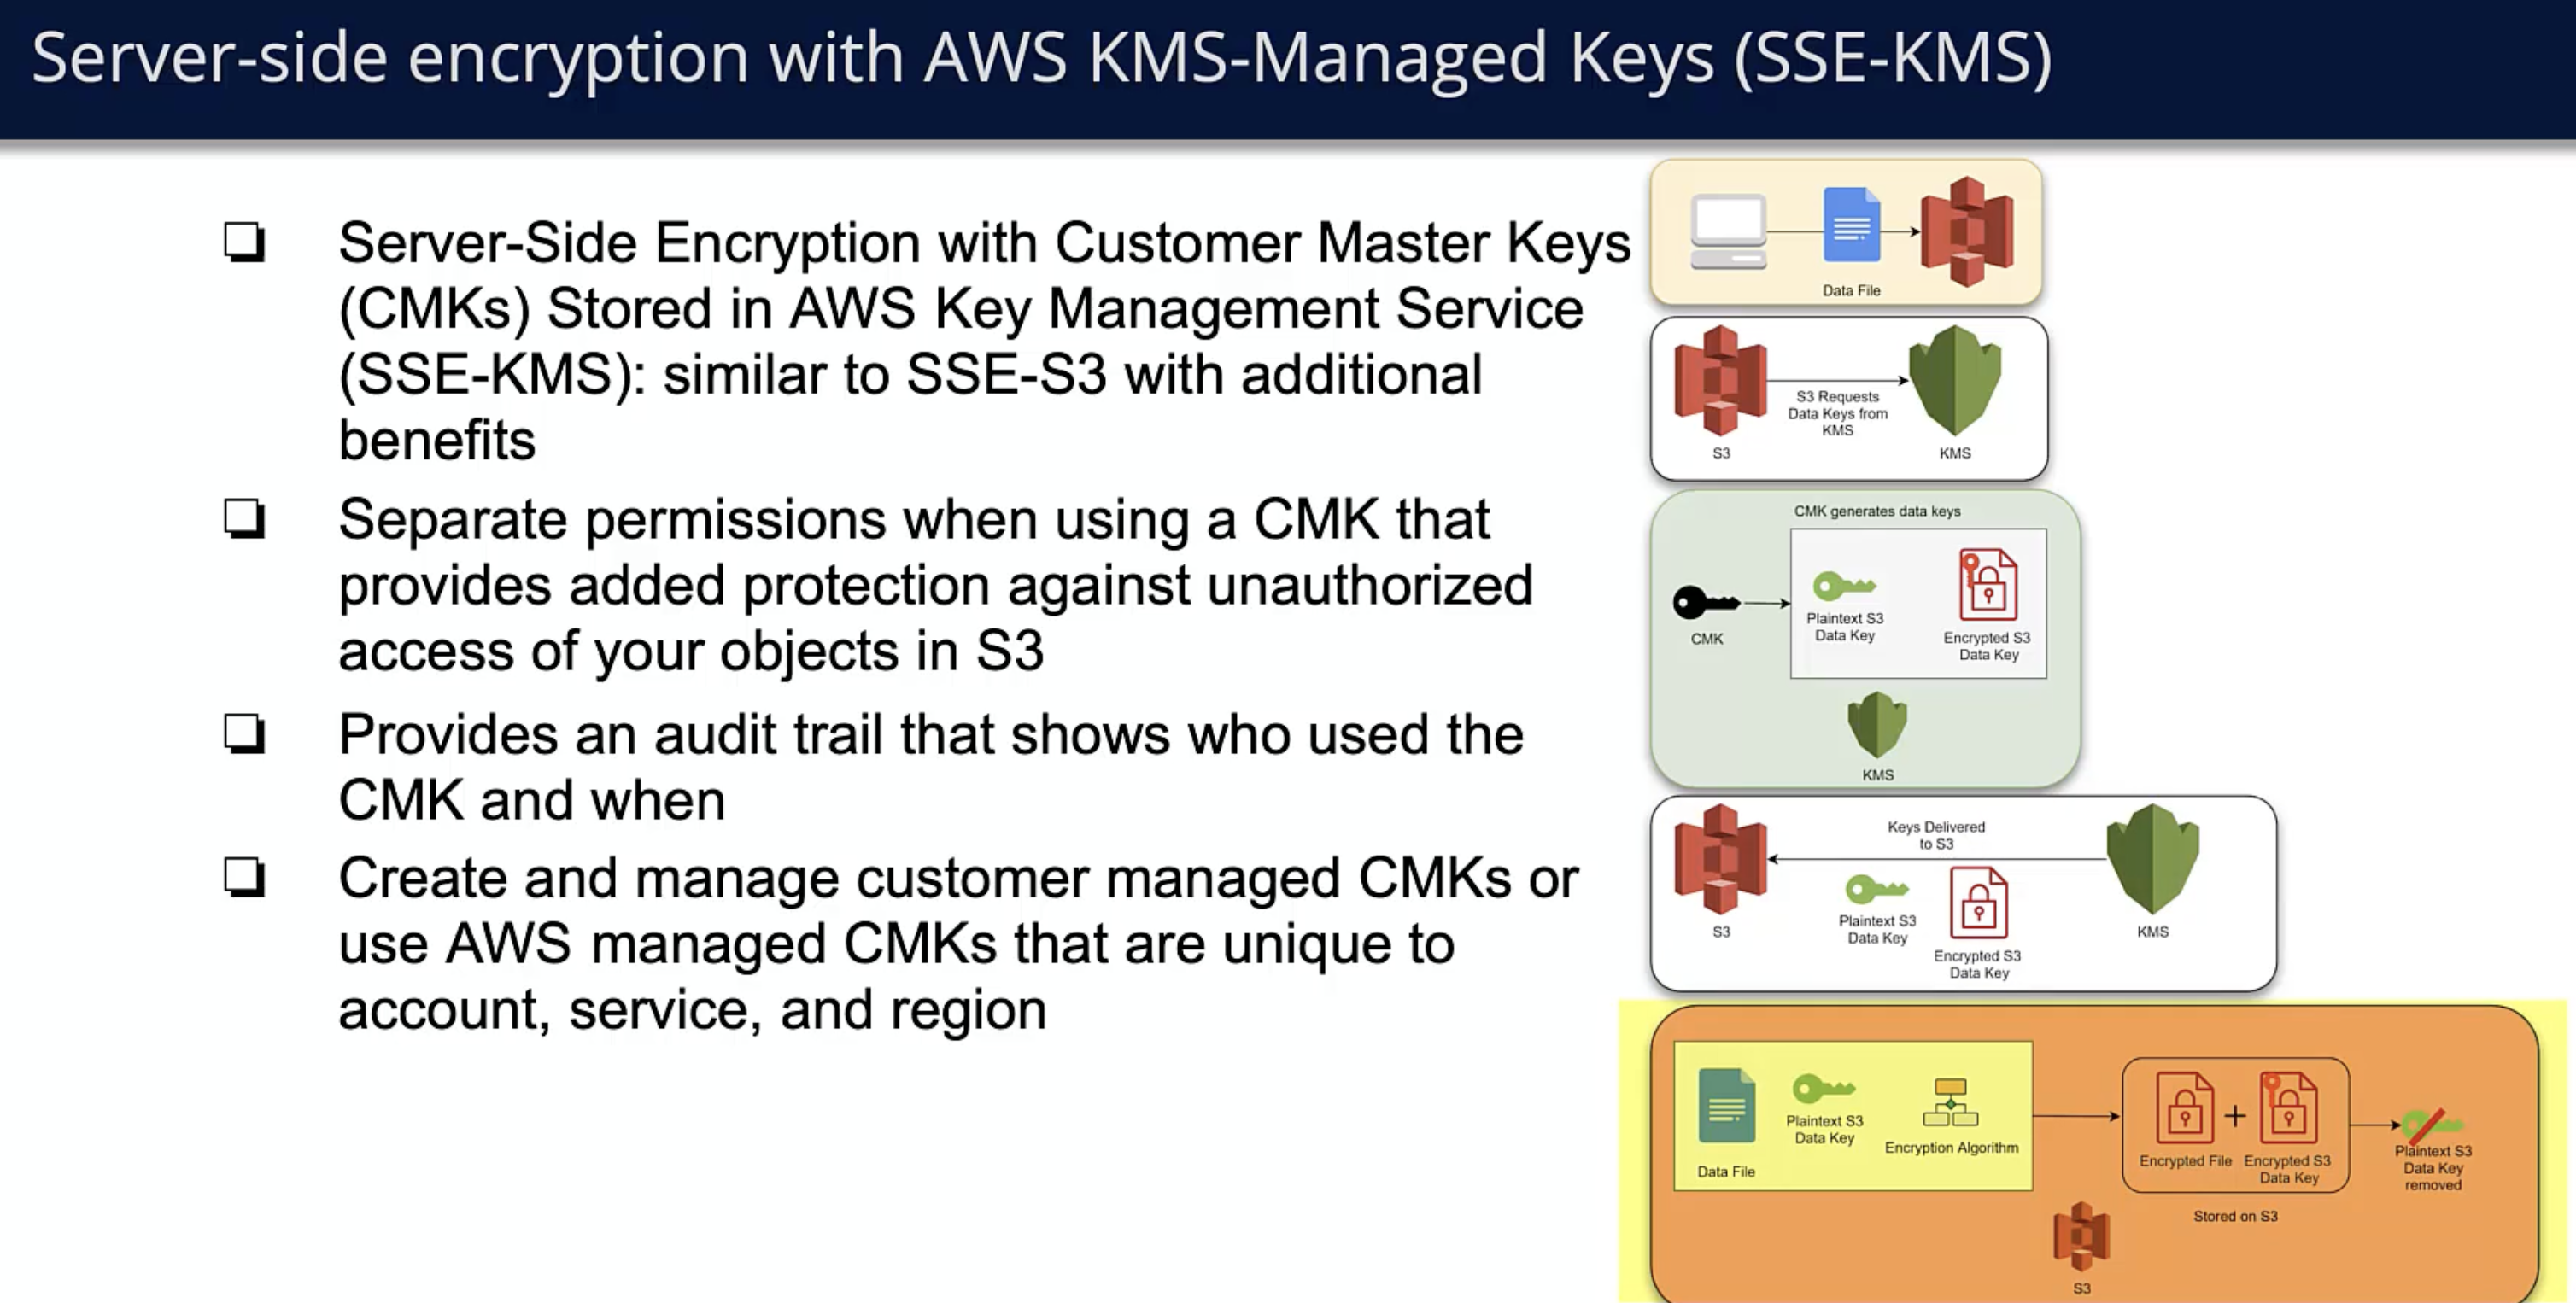 Server-side encryption with AWS KMS-Managed Keys (SSE-KMS)
Server-Side Encryption with Customer Master Keys
(CMKs) Stored in AWS Key Management Service
(SSE-KMS): similar to SSE-S3 with additional
benefits
Separate permissions when using a CMK that
provides added protection against unauthorized
access of your objects in S3
Provides an audit trail that shows who used the
CMK and when
Create and manage customer managed CMKs or
use AWS managed CMKs that are unique to
account, service, and region
Data File
S3 Requests
Data Keys from
KMS
S3
KMS
CMK generates data keys
CMK
Plaintext S3
Data Key
Encrypted S3
Data Key
KMS
Keys Delivered
to S3
S3
Plaintext S3
Data Key
Encrypted S3
Data Key
KMS
Data File
Plaintext S3
Data Key
Encryption Algorithm
Encrypted File
+
Encrypted S3
Data Key
Plaintext S3
Data Key
removed
Stored on S3
S3